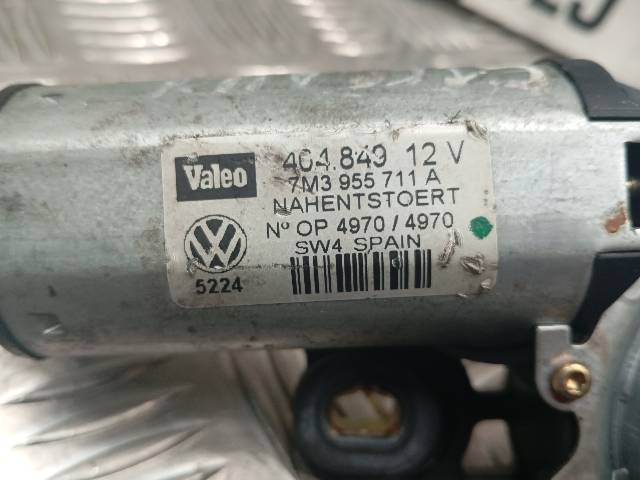 Valeo
404.849 12 V
7M3 955 711 A
NAHENTSTOERT
Nº OP 4970 / 4970
SW4 SPAIN
5224